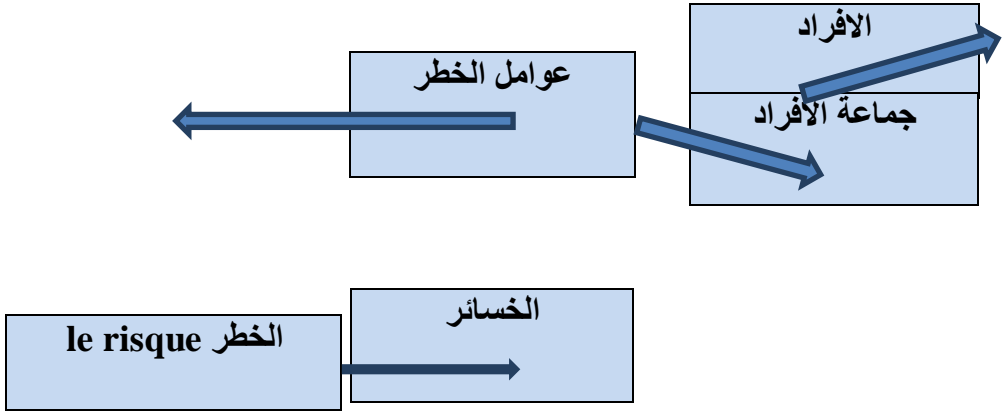 الافراد
عوامل الخطر
جماعة الأفراد
الخسائر
الخطر le risque